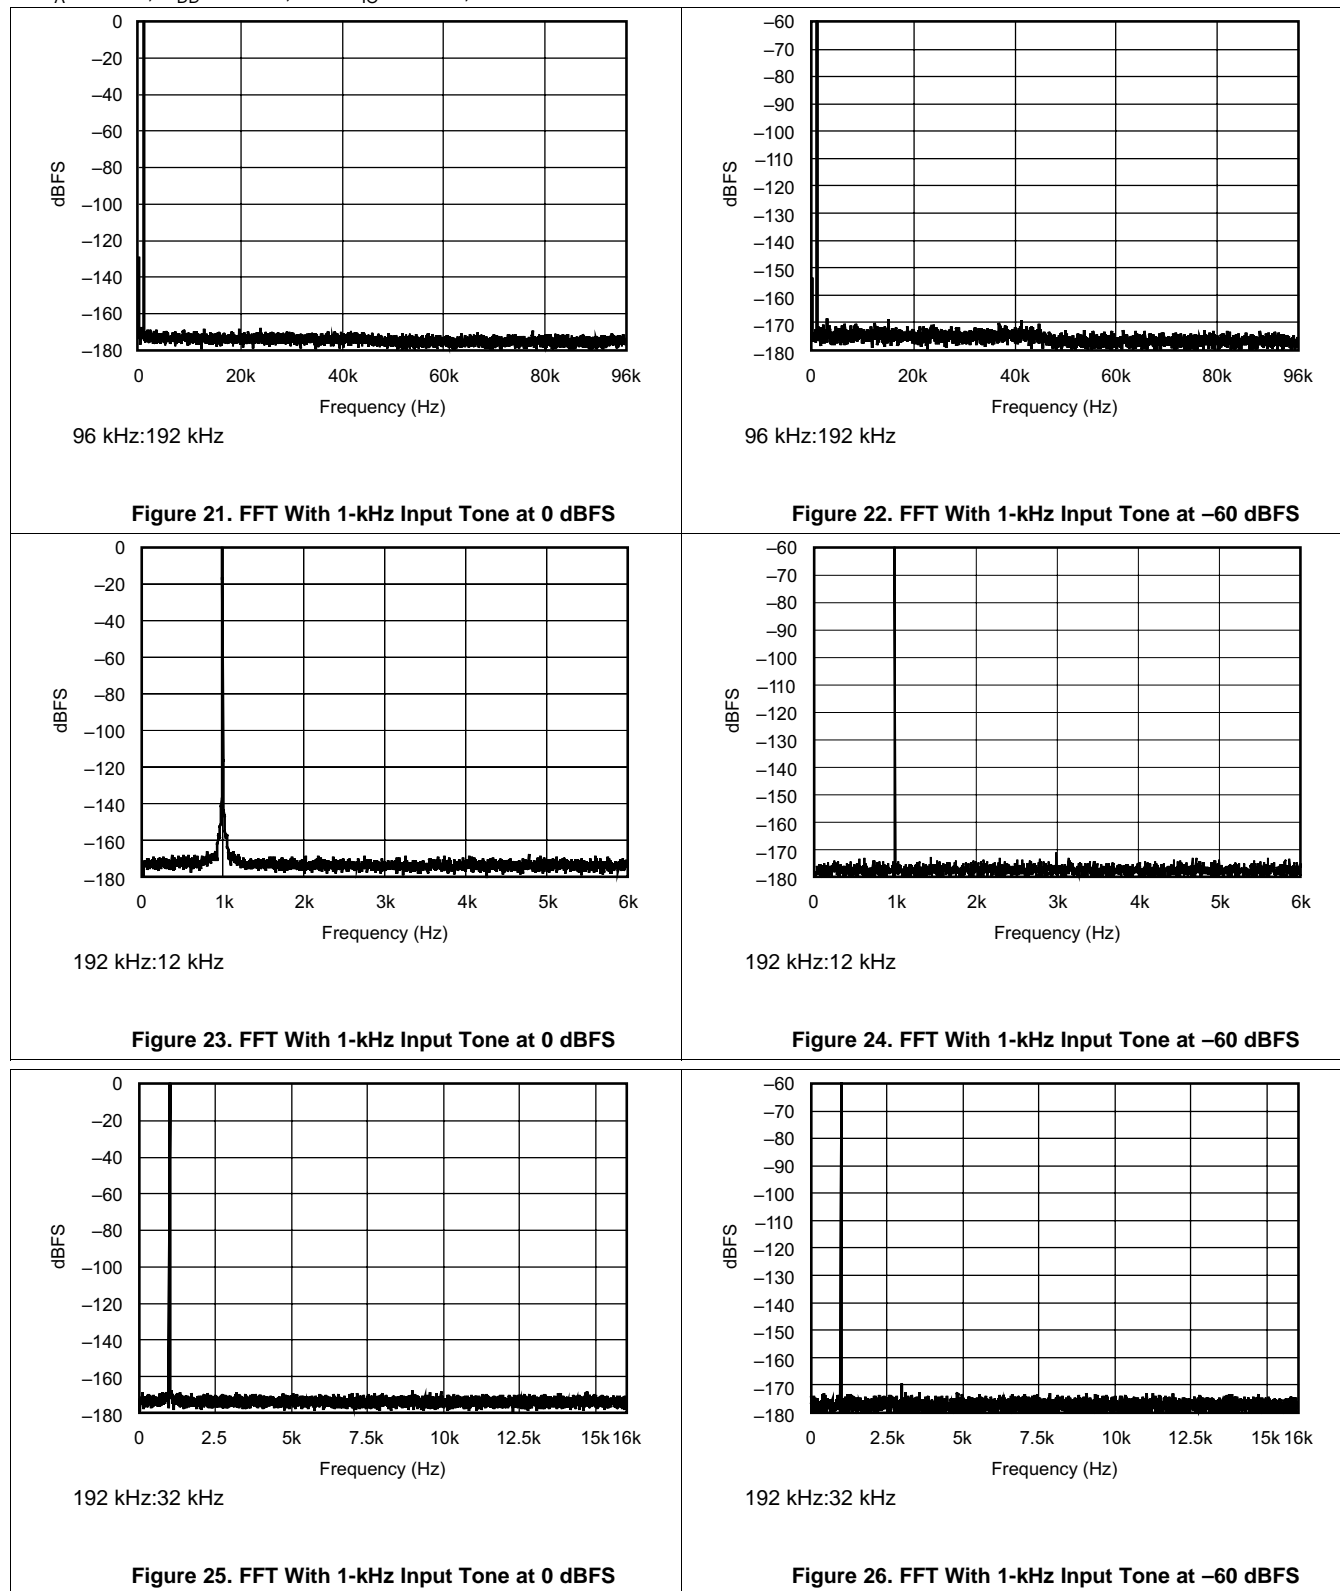 0
–20
–40
–60
–80
–100
–120
–140
–160
–180
dBFS
0 20k 40k 60k 80k 96k
Frequency (Hz)
96 kHz:192 kHz
Figure 21. FFT With 1-kHz Input Tone at 0 dBFS
–60
–70
–80
–90
–100
–110
–120
–130
–140
–150
–160
–170
–180
dBFS
0 20k 40k 60k 80k 96k
Frequency (Hz)
96 kHz:192 kHz
Figure 22. FFT With 1-kHz Input Tone at –60 dBFS
0
–20
–40
–60
–80
–100
–120
–140
–160
–180
dBFS
0 1k 2k 3k 4k 5k 6k
Frequency (Hz)
192 kHz:12 kHz
Figure 23. FFT With 1-kHz Input Tone at 0 dBFS
–60
–70
–80
–90
–100
–110
–120
–130
–140
–150
–160
–170
–180
dBFS
0 1k 2k 3k 4k 5k 6k
Frequency (Hz)
192 kHz:12 kHz
Figure 24. FFT With 1-kHz Input Tone at –60 dBFS
0
–20
–40
–60
–80
–100
–120
–140
–160
–180
dBFS
0 2.5 5k 7.5k 10k 12.5k 15k 16k
Frequency (Hz)
192 kHz:32 kHz
Figure 25. FFT With 1-kHz Input Tone at 0 dBFS
–60
–70
–80
–90
–100
–110
–120
–130
–140
–150
–160
–170
–180
dBFS
0 2.5k 5k 7.5k 10k 12.5k 15k 16k
Frequency (Hz)
192 kHz:32 kHz
Figure 26. FFT With 1-kHz Input Tone at –60 dBFS